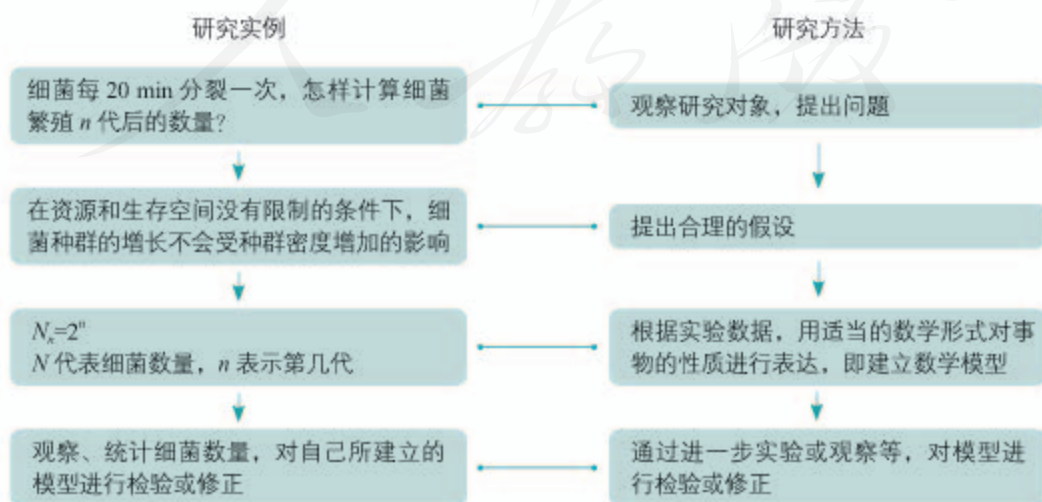 研究实例
研究方法
细菌每 20 min 分裂一次，怎样计算细菌
繁殖 n 代后的数量？
观察研究对象，提出问题
在资源和生存空间没有限制的条件下，细
菌种群的增长不会受种群密度增加的影响
提出合理的假设
Nₙ=2ⁿ
N 代表细菌数量，n 表示第几代
根据实验数据，用适当的数学形式对事
物的性质进行表达，即建立数学模型
观察、统计细菌数量，对自己所建立的
模型进行检验或修正
通过进一步实验或观察等，对模型进
行检验或修正